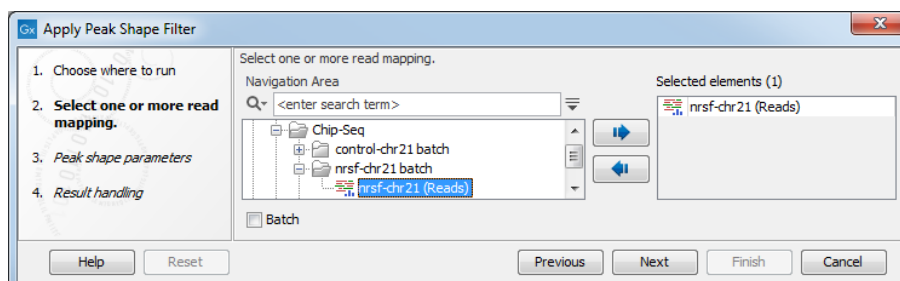 Gx Apply Peak Shape Filter
1. Choose where to run
2. Select one or more read
mapping.
3. Peak shape parameters
4. Result handling
Select one or more read mapping.
Navigation Area
<enter search term>
Chip-Seq
control-chr21 batch
nrsf-chr21 batch
nrsf-chr21 (Reads)
Batch
Selected elements (1)
nrsf-chr21 (Reads)
Help Reset Previous Next Finish Cancel